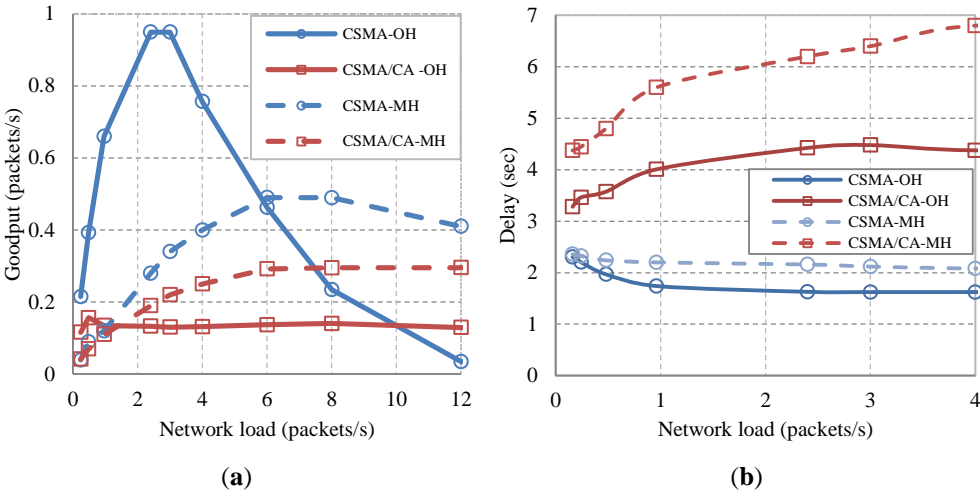 1
0.8
0.6
0.4
0.2
0
Goodput (packets/s)
CSMA-OH
CSMA/CA -OH
CSMA-MH
CSMA/CA-MH
0 2 4 6 8 10 12
Network load (packets/s)
(a)
7
6
5
4
3
2
1
0
Delay (sec)
CSMA-OH
CSMA/CA-OH
CSMA-MH
CSMA/CA-MH
0 1 2 3 4
Network load (packets/s)
(b)